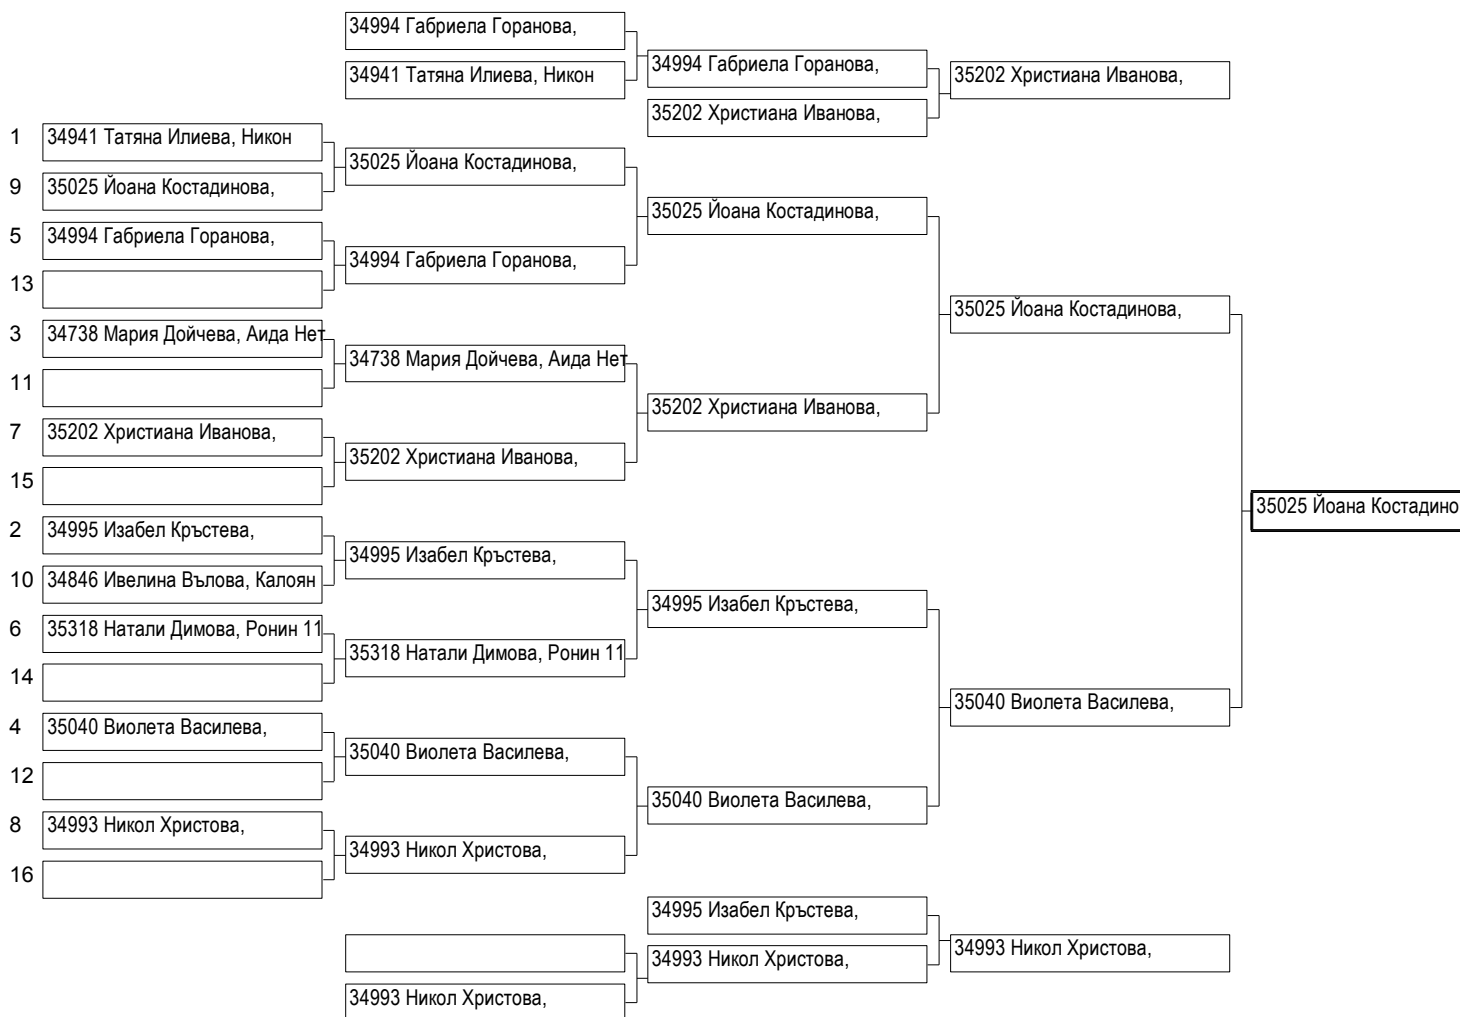 34994 Габриела Горанова,
34941 Татяна Илиева, Никон
34994 Габриела Горанова,
35202 Христиана Иванова,
35202 Христиана Иванова,
1 34941 Татяна Илиева, Никон
35025 Йоана Костадинова,
9 35025 Йоана Костадинова,
35025 Йоана Костадинова,
5 34994 Габриела Горанова,
34994 Габриела Горанова,
13
35025 Йоана Костадинова,
3 34738 Мария Дойчева, Аида Нет
34738 Мария Дойчева, Аида Нет
11
35202 Христиана Иванова,
7 35202 Христиана Иванова,
35202 Христиана Иванова,
15
35025 Йоана Костадино
2 34995 Изабел Кръстева,
34995 Изабел Кръстева,
10 34846 Ивелина Вълова, Калоян
34995 Изабел Кръстева,
6 35318 Натали Димова, Ронин 11
35318 Натали Димова, Ронин 11
14
35040 Виолета Василева,
4 35040 Виолета Василева,
35040 Виолета Василева,
12
35040 Виолета Василева,
8 34993 Никол Христова,
34993 Никол Христова,
16
34995 Изабел Кръстева,
34993 Никол Христова,
34993 Никол Христова,
34993 Никол Христова,